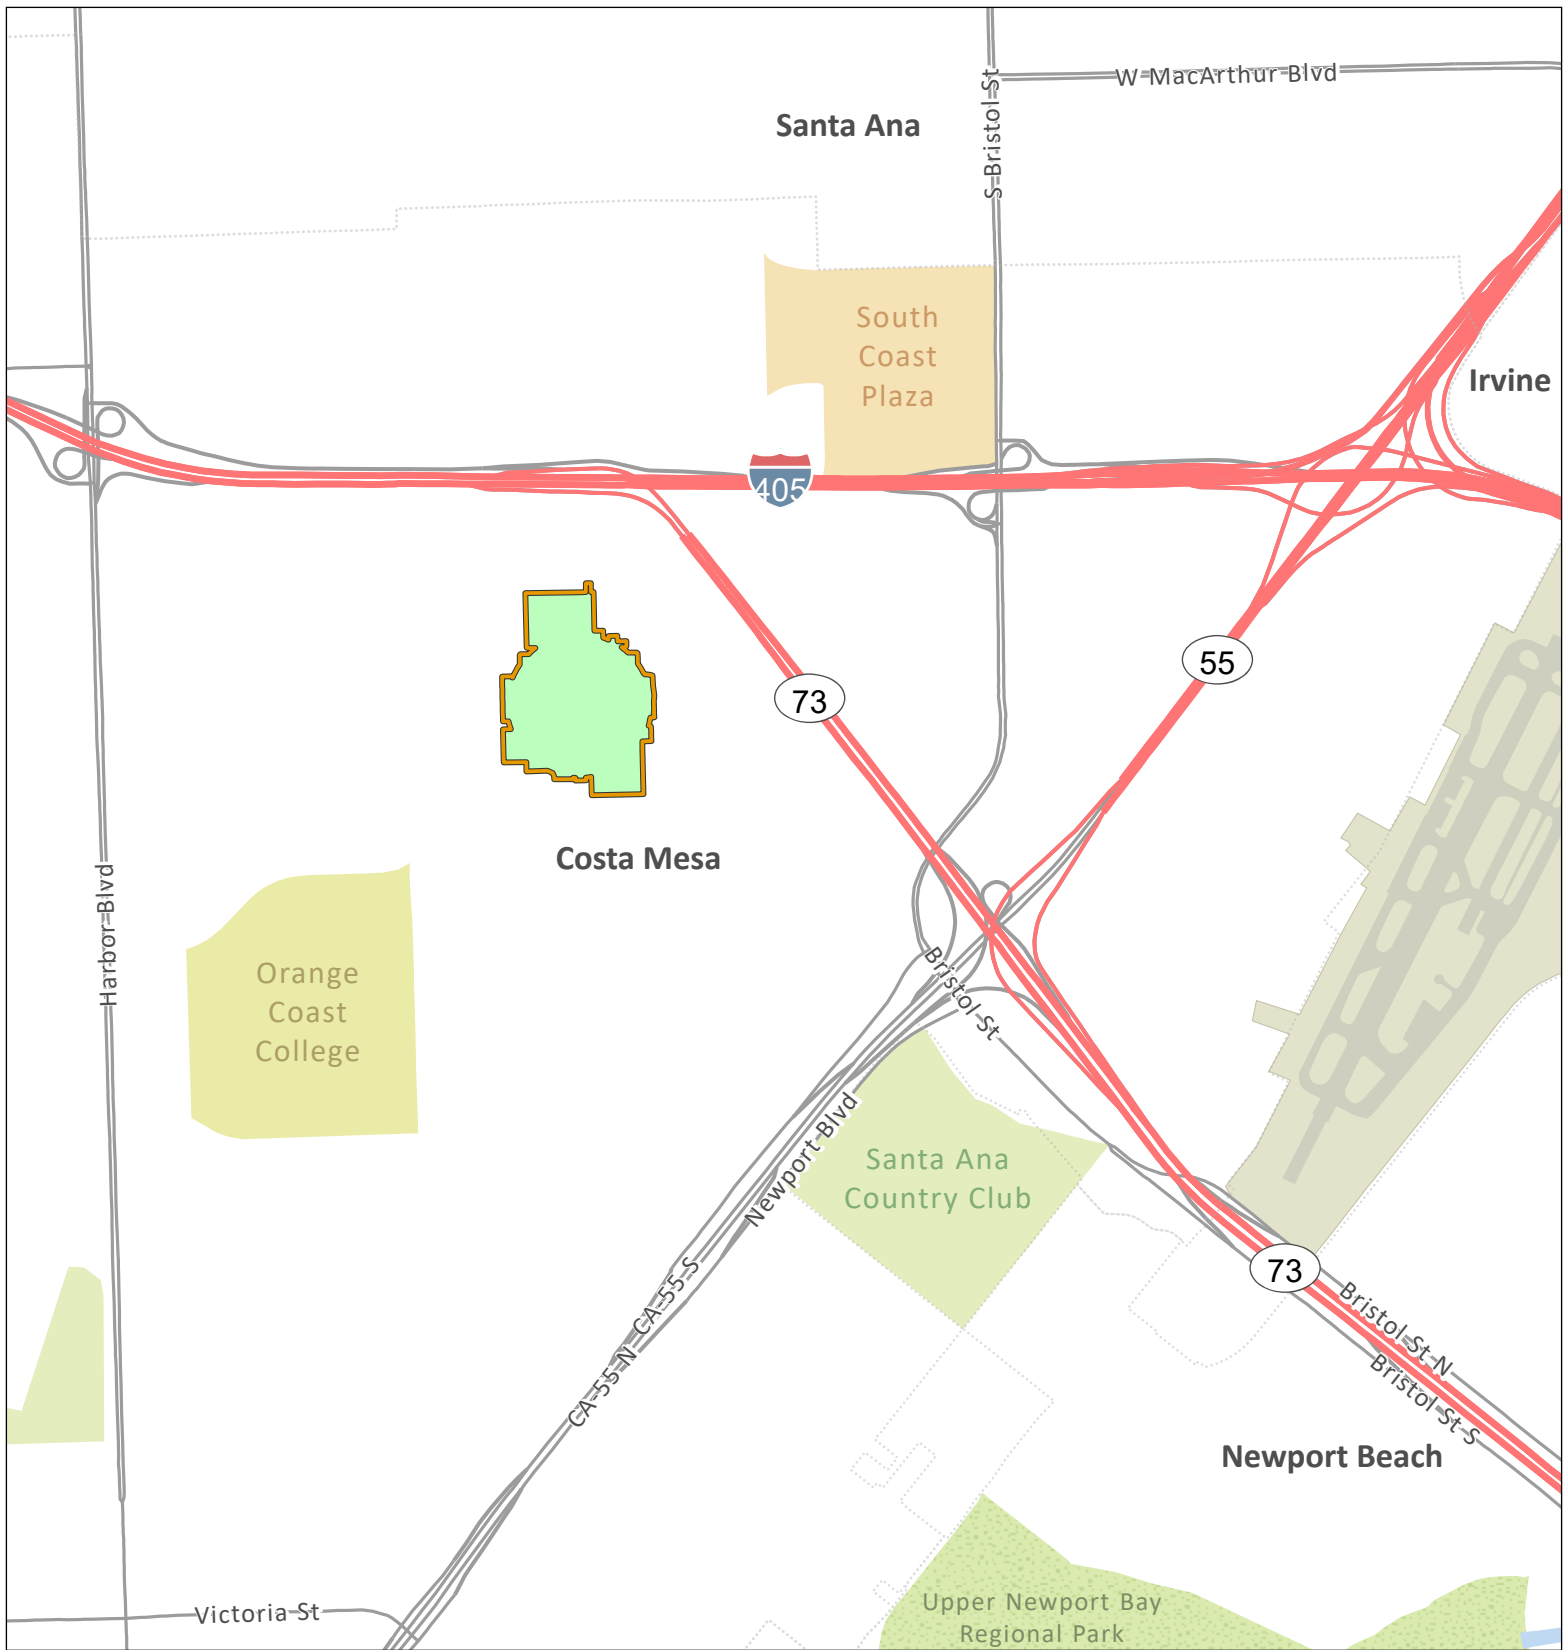 W MacArthur Blvd
S Bristol St
Santa Ana
South
Coast
Plaza
Irvine
405
55
73
Costa Mesa
Harbor Blvd
Orange
Coast
College
Bristol St
Newport Blvd
Santa Ana
Country Club
CA-55 S
CA-55 N
73
Bristol St N
Bristol St S
Newport Beach
Victoria St
Upper Newport Bay
Regional Park